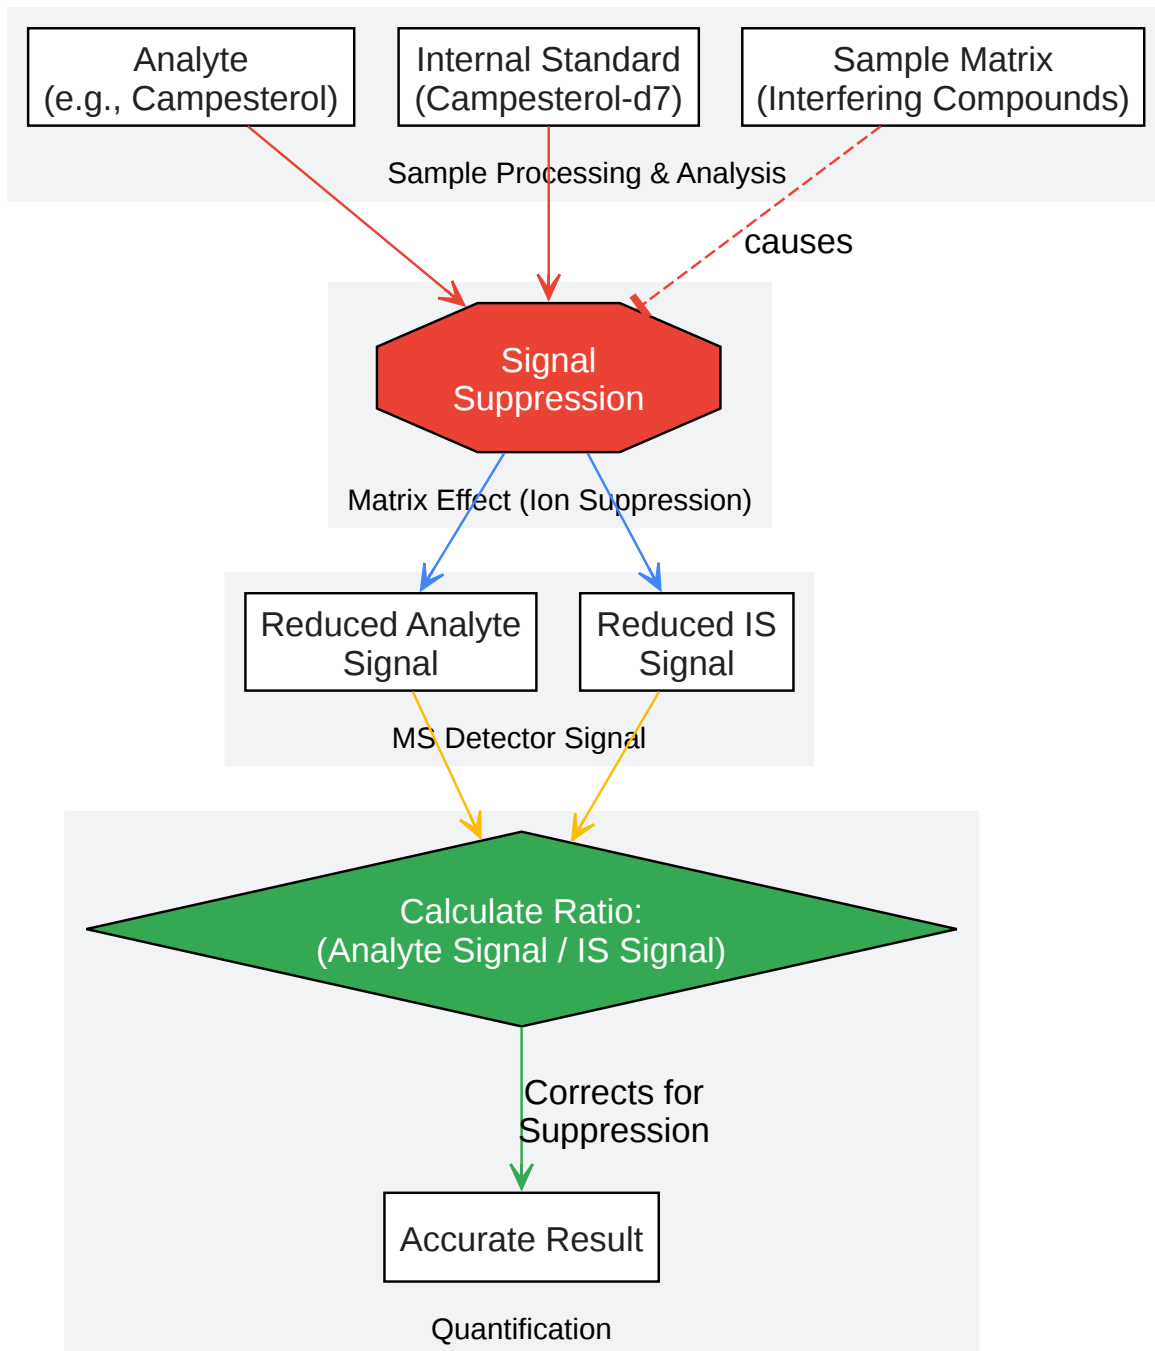 Analyte
(e.g., Campesterol)
Internal Standard
(Campesterol-d7)
Sample Matrix
(Interfering Compounds)
Sample Processing & Analysis
causes
Signal
Suppression
Matrix Effect (Ion Suppression)
Reduced Analyte
Signal
Reduced IS
Signal
MS Detector Signal
Calculate Ratio:
(Analyte Signal / IS Signal)
Corrects for
Suppression
Accurate Result
Quantification